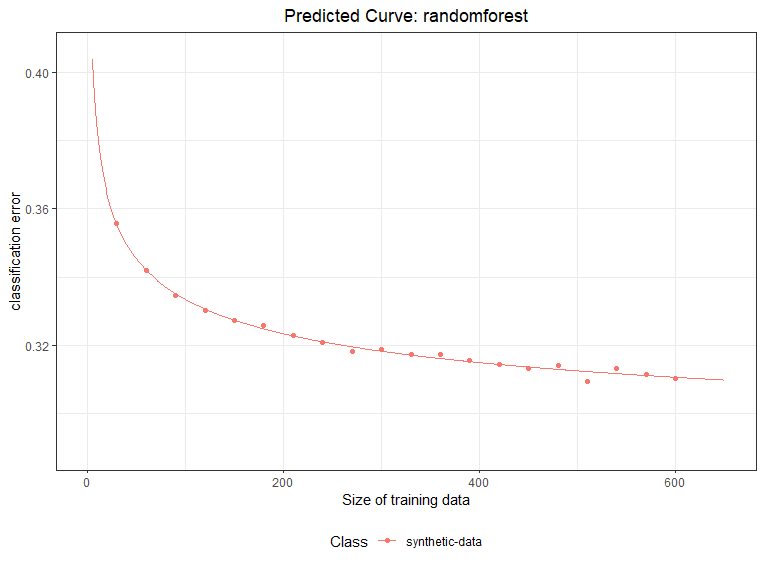 Predicted Curve: randomforest
classification error
0.40
0.36
0.32
0
200
400
600
Size of training data
Class
synthetic-data